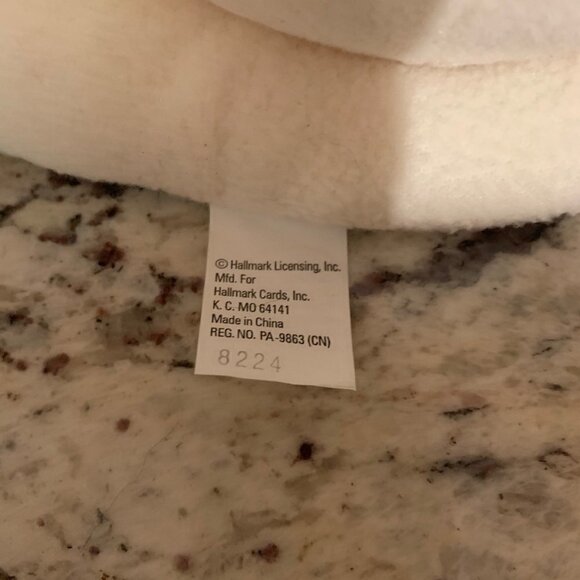 © Hallmark Licensing, Inc.
Mfd. For
Hallmark Cards, Inc.
K. C. MO 64141
Made in China
REG. NO. PA-9863 (CN)
8224